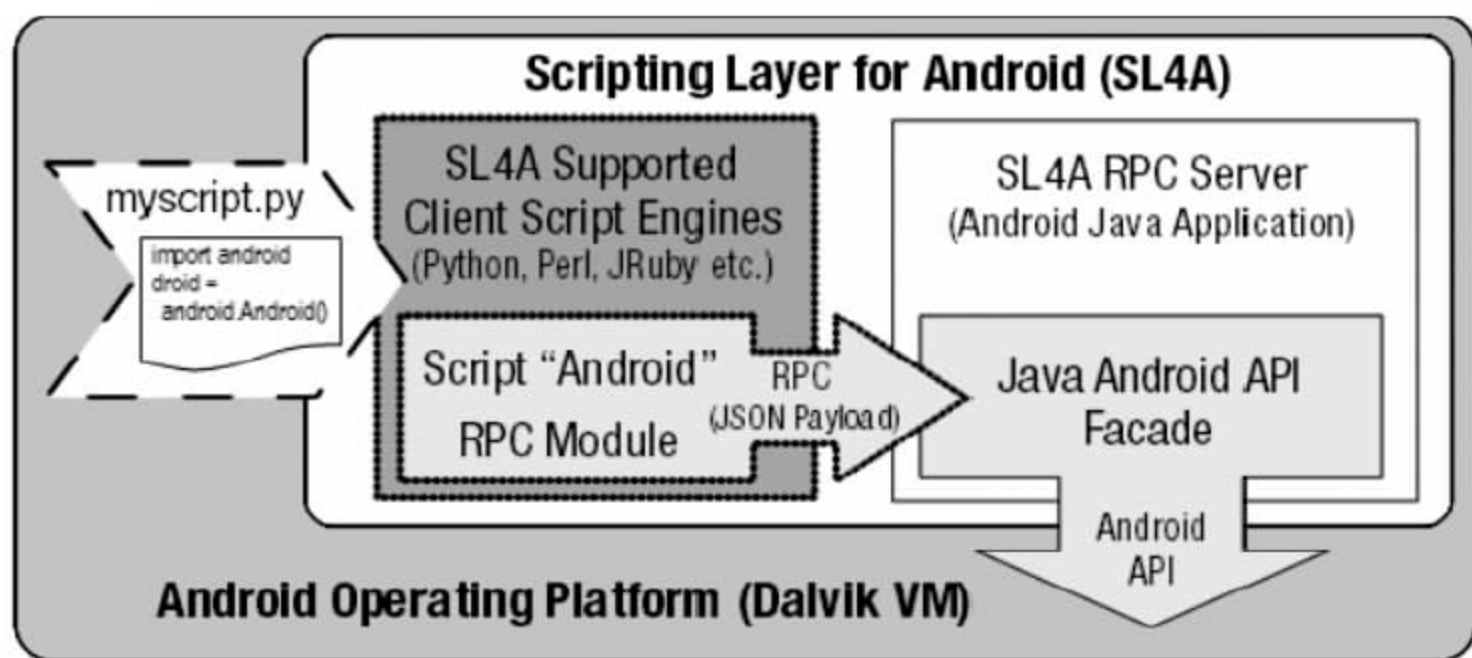 Scripting Layer for Android (SL4A)
myscript.py
import android
droid =
android.Android()
SL4A Supported
Client Script Engines
(Python, Perl, JRuby etc.)
Script “Android”
RPC Module
RPC
(JSON Payload)
SL4A RPC Server
(Android Java Application)
Java Android API
Facade
Android
API
Android Operating Platform (Dalvik VM)